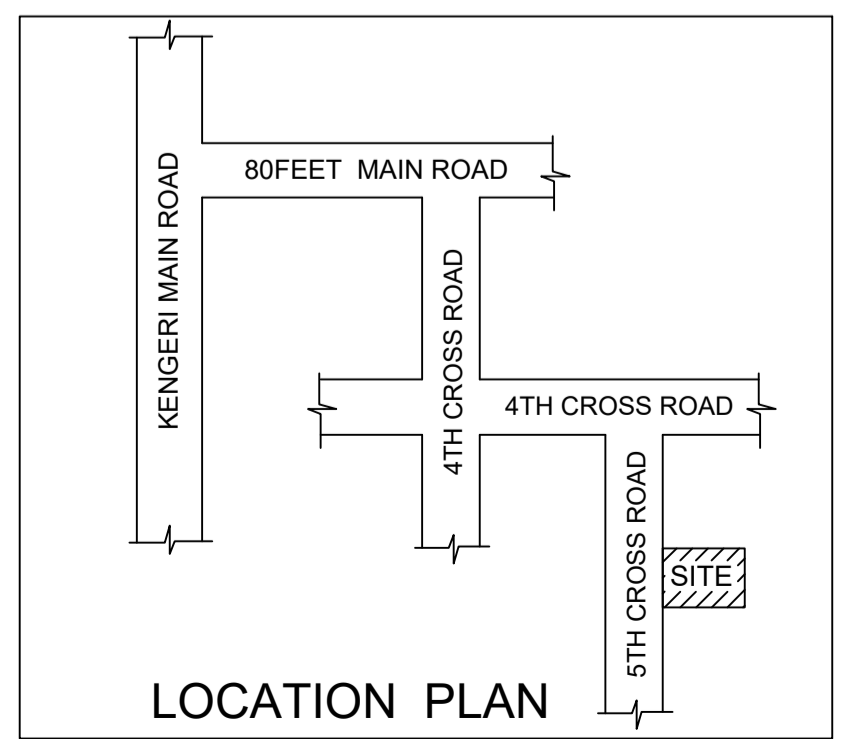 80FEET MAIN ROAD
KENGERI MAIN ROAD
4TH CROSS ROAD
4TH CROSS ROAD
5TH CROSS ROAD
SITE
LOCATION PLAN